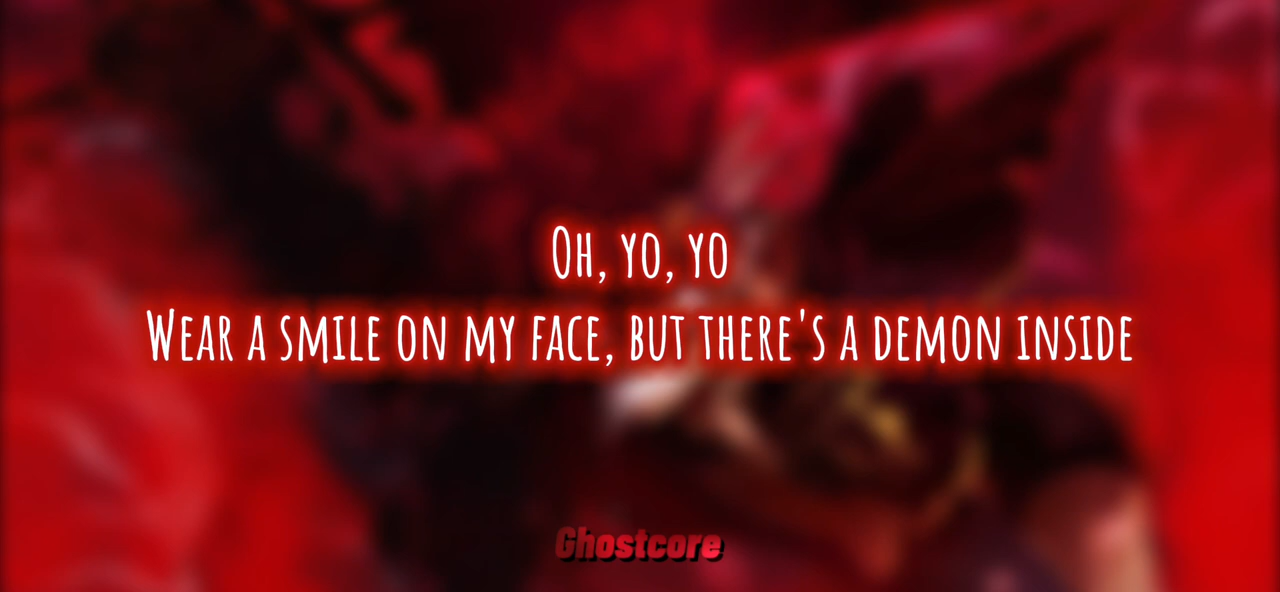 Oh, yo, yo
Wear a smile on my face, but there's a demon inside
Ghostcore